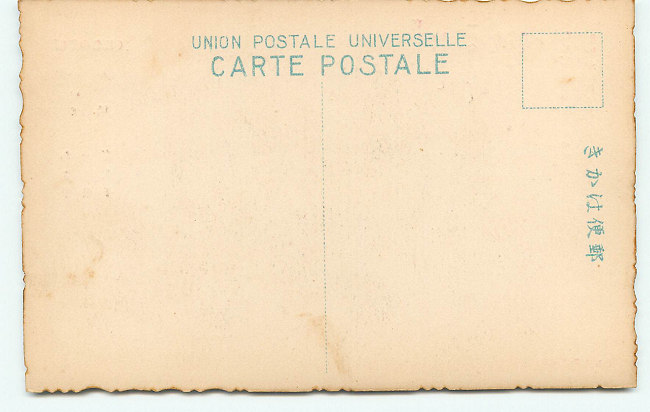 UNION POSTALE UNIVERSELLE
CARTE POSTALE
郵便はかき